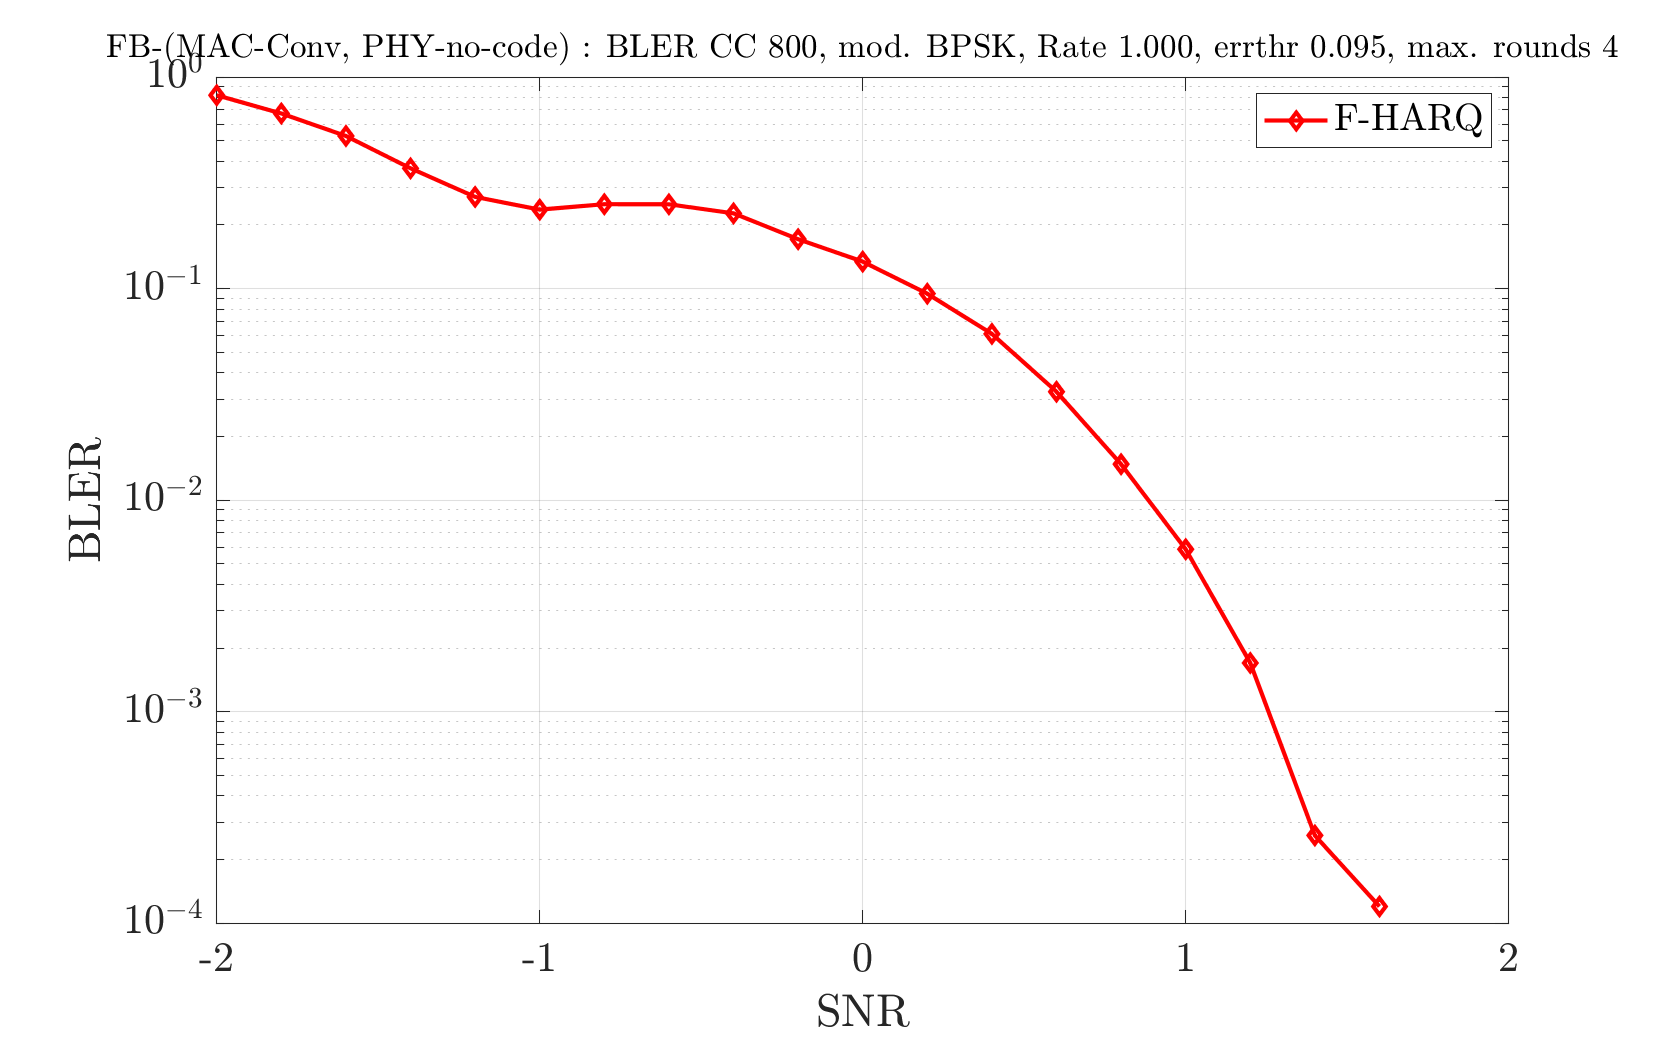 FB-(MAC-Conv, PHY-no-code) : BLER CC 800, mod. BPSK, Rate 1.000, errthr 0.095, max. rounds 4
10^0
F-HARQ
10^{-1}
10^{-2}
BLER
10^{-3}
10^{-4}
-2 -1 0 1 2
SNR